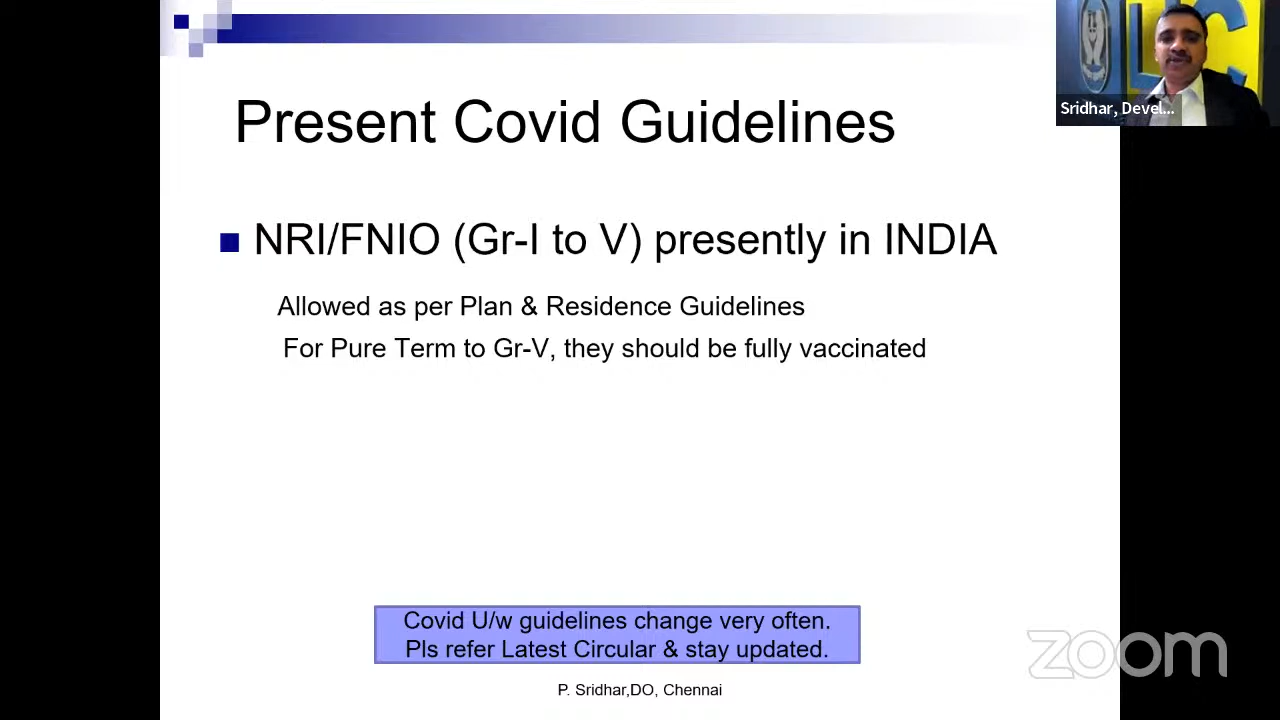 Present Covid Guidelines
NRI/FNIO (Gr-I to V) presently in INDIA
Allowed as per Plan & Residence Guidelines
For Pure Term to Gr-V, they should be fully vaccinated
Covid U/w guidelines change very often.
Pls refer Latest Circular & stay updated.
P. Sridhar,DO, Chennai
LIC
Sridhar, Devel...
zoom